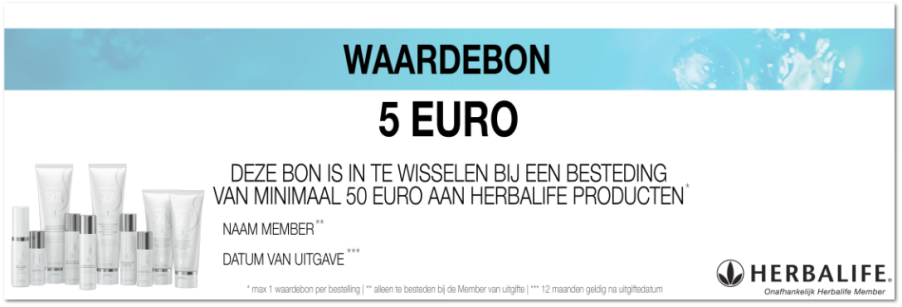 WAARDEBON
5 EURO
DEZE BON IS IN TE WISSELEN BIJ EEN BESTEDING
VAN MINIMAAL 50 EURO AAN HERBALIFE PRODUCTEN*
NAAM MEMBER**
DATUM VAN UITGAVE***
* max 1 waardebon per bestelling | ** alleen te besteden bij de Member van uitgifte | *** 12 maanden geldig na uitgiftedatum
HERBALIFE.
Onafhankelijk Herbalife Member